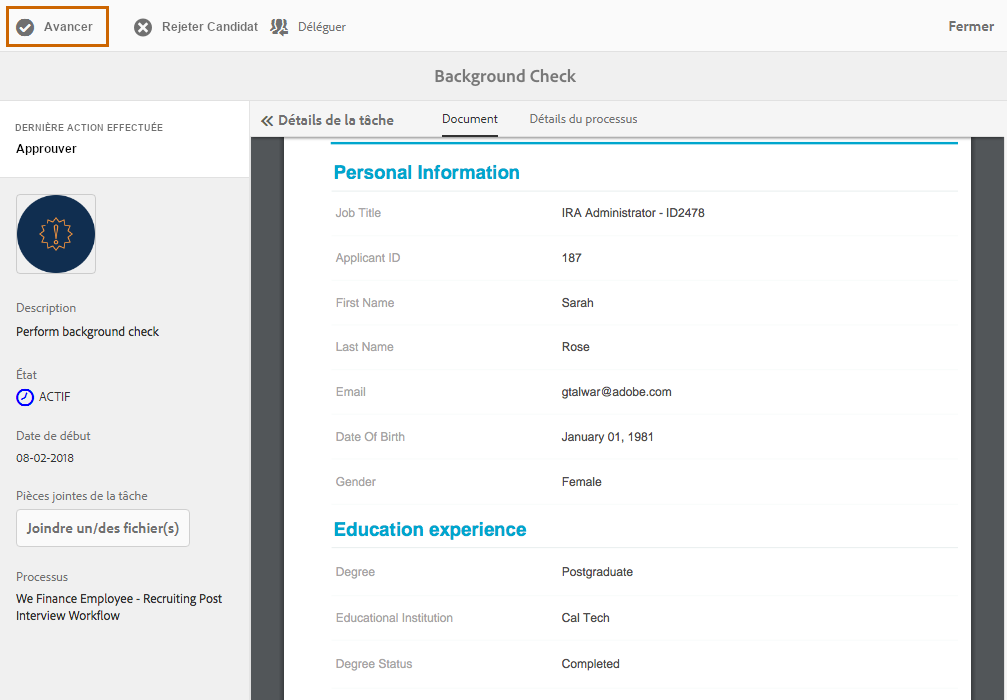 Avancer
Rejeter Candidat
Déléguer
Fermer
Background Check
DERNIÈRE ACTION EFFECTUÉE
Approuver
Description
Perform background check
État
ACTIF
Date de début
08-02-2018
Pièces jointes de la tâche
Joindre un/des fichier(s)
Processus
We Finance Employee - Recruiting Post
Interview Workflow
« Détails de la tâche
Document
Détails du processus
Personal Information
Job Title IRA Administrator - ID2478
Applicant ID 187
First Name Sarah
Last Name Rose
Email gtalwar@adobe.com
Date Of Birth January 01, 1981
Gender Female
Education experience
Degree Postgraduate
Educational Institution Cal Tech
Degree Status Completed